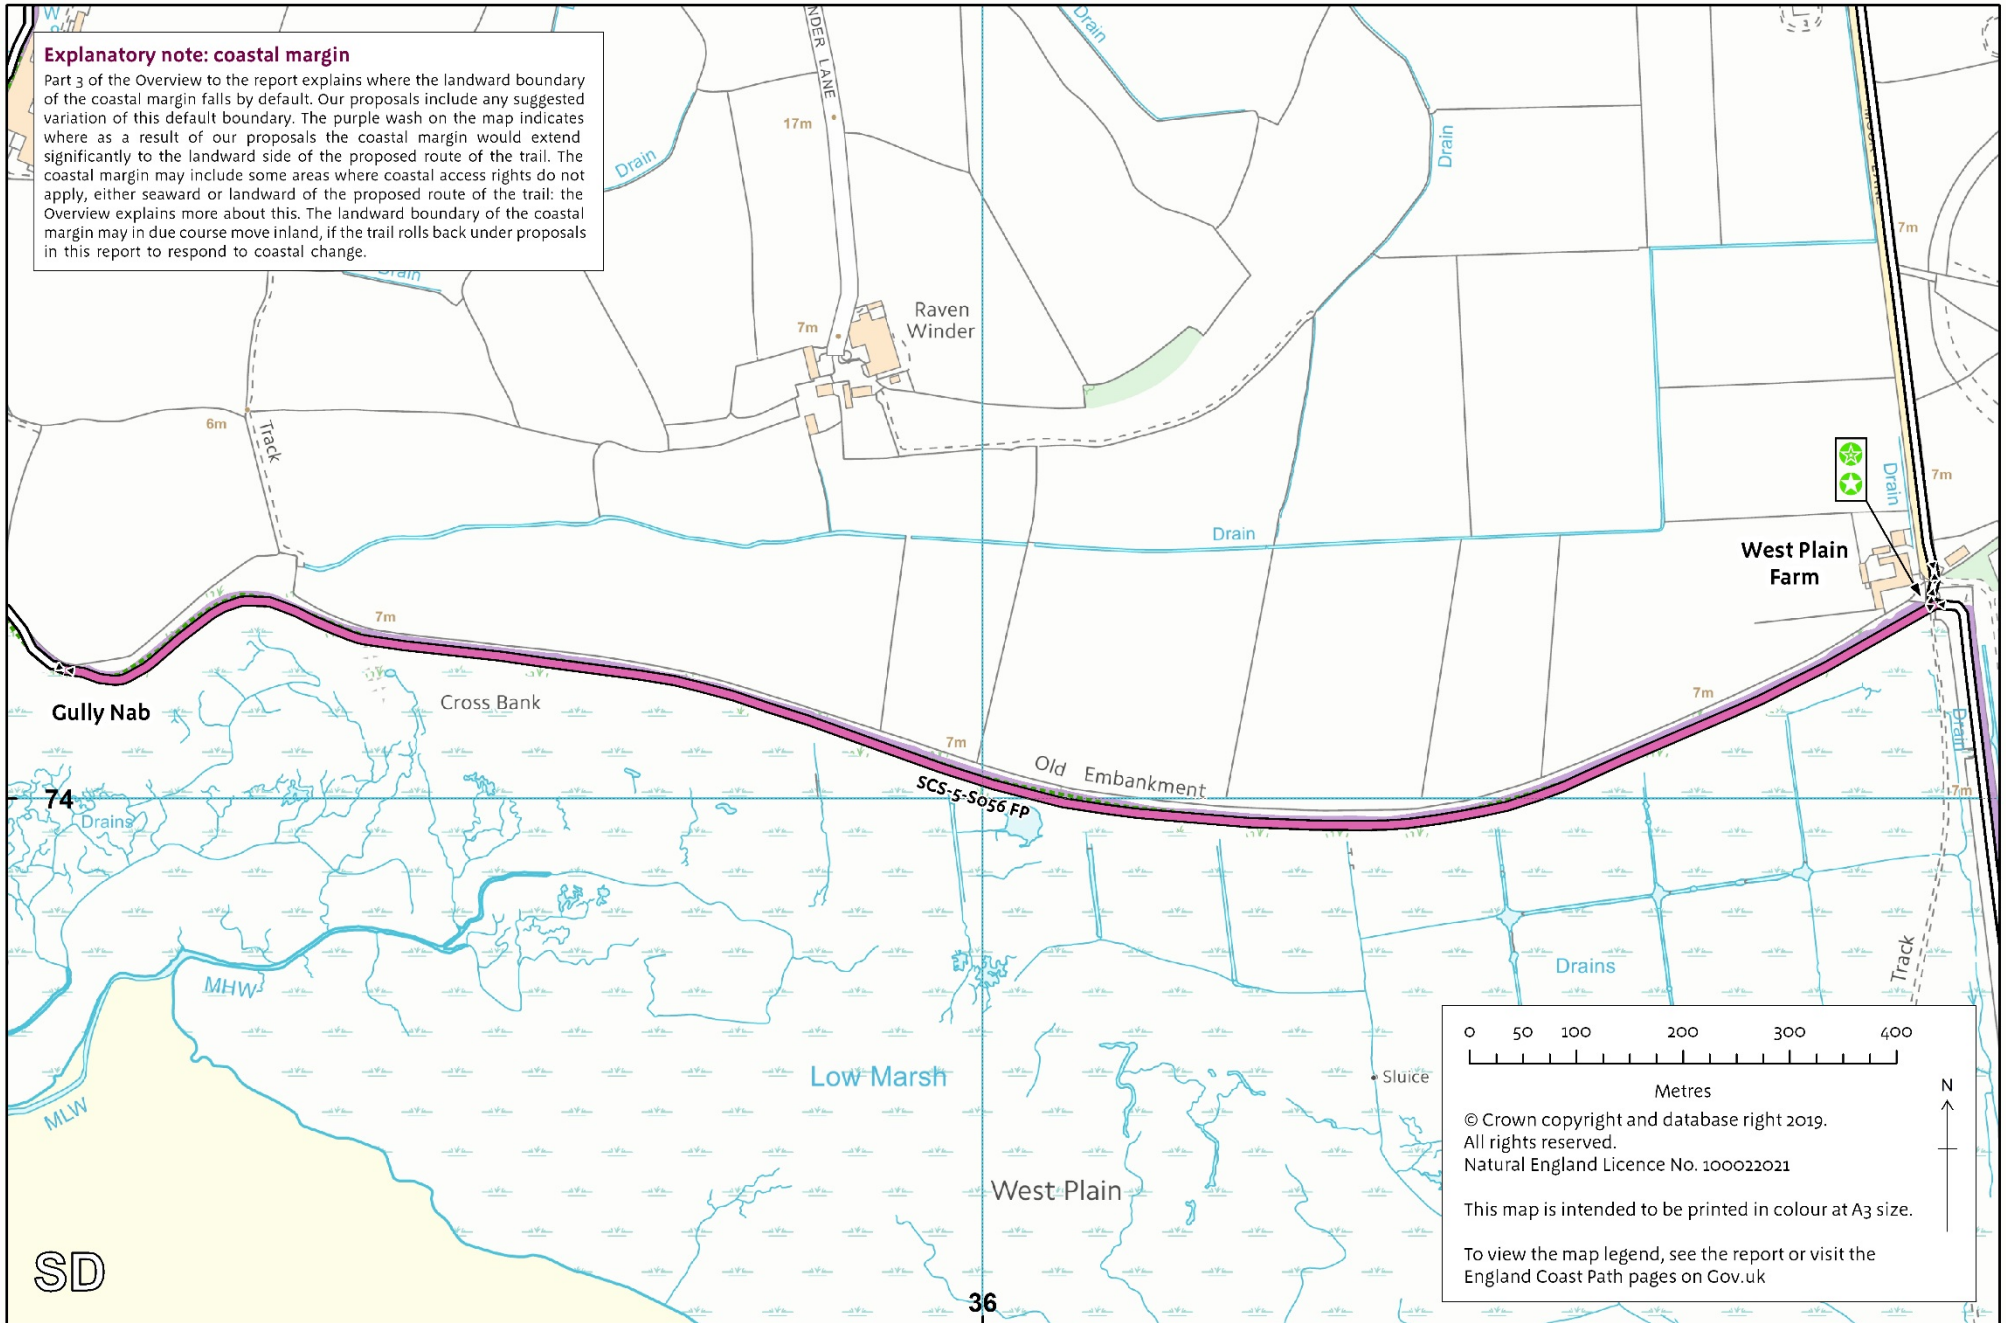 Explanatory note: coastal margin
Part 3 of the Overview to the report explains where the landward boundary
of the coastal margin falls by default. Our proposals include any suggested
variation of this default boundary. The purple wash on the map indicates
where as a result of our proposals the coastal margin would extend
significantly to the landward side of the proposed route of the trail. The
coastal margin may include some areas where coastal access rights do not
apply, either seaward or landward of the proposed route of the trail: the
Overview explains more about this. The landward boundary of the coastal
margin may in due course move inland, if the trail rolls back under proposals
in this report to respond to coastal change.
NDER LANE
Drain
17m
Drain
Drain
7m
Drain
Raven
Winder
7m
6m
Track
7m
Drain
Drain
West Plain
Farm
7m
Cross Bank
Gully Nab
7m
7m
Old Embankment
SCS-5-S056 FP
Drain
7m
74
Drains
Drains
Track
MHW
MLW
Low Marsh
Sluice
West Plain
SD
36
0 50 100 200 300 400
Metres
N
© Crown copyright and database right 2019.
All rights reserved.
Natural England Licence No. 100022021
This map is intended to be printed in colour at A3 size.
To view the map legend, see the report or visit the
England Coast Path pages on Gov.uk